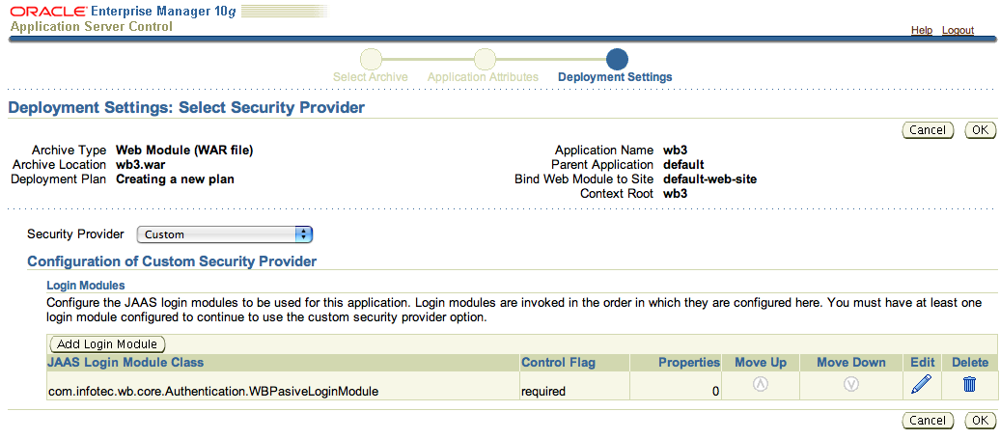 ORACLE Enterprise Manager 10g
Application Server Control
Help Logout
Select Archive Application Attributes Deployment Settings
Deployment Settings: Select Security Provider
Cancel OK
Archive Type Web Module (WAR file) Application Name wb3
Archive Location wb3.war Parent Application default
Deployment Plan Creating a new plan Bind Web Module to Site default-web-site
Context Root wb3
Security Provider Custom
Configuration of Custom Security Provider
Login Modules
Configure the JAAS login modules to be used for this application. Login modules are invoked in the order in which they are configured here. You must have at least one
login module configured to continue to use the custom security provider option.
Add Login Module
JAAS Login Module Class Control Flag Properties Move Up Move Down Edit Delete
com.infotec.wb.core.Authentication.WBPasiveLoginModule required 0
Cancel OK